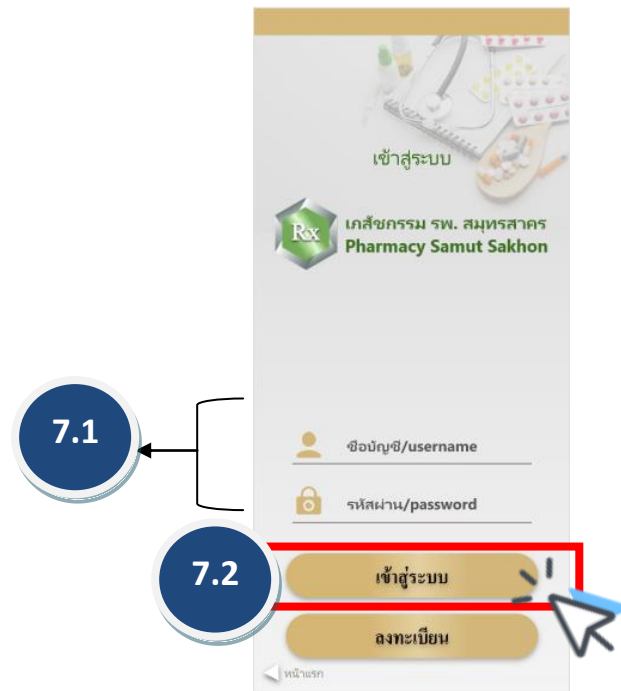 เข้าสู่ระบบ
Rx
เภสัชกรรม รพ. สมุทรสาคร
Pharmacy Samut Sakhon
7.1
ชื่อบัญชี/username
รหัสผ่าน/password
7.2
เข้าสู่ระบบ
ลงทะเบียน
หน้าแรก